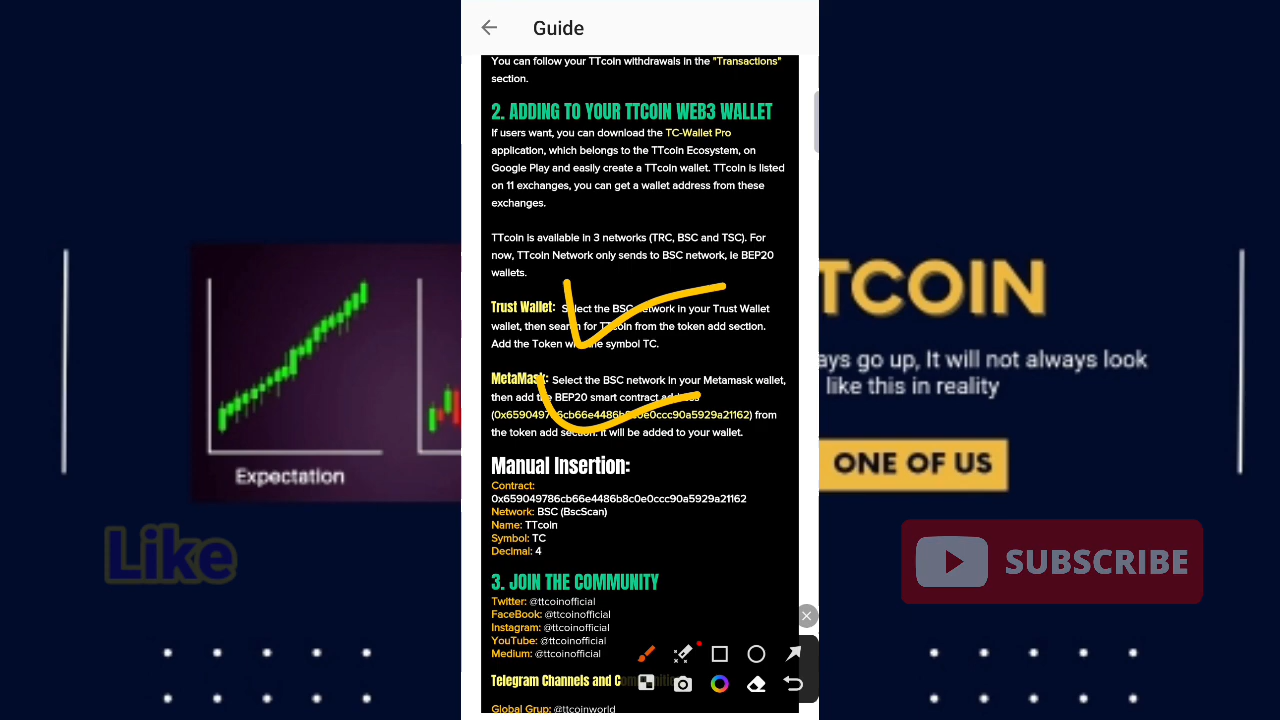 Guide
You can follow your TTcoin withdrawals in the "Transactions"
section.
2. ADDING TO YOUR TTCOIN WEB3 WALLET
If users want, you can download the TC-Wallet Pro
application, which belongs to the TTcoin Ecosystem, on
Google Play and easily create a TTcoin wallet. TTcoin is listed
on 11 exchanges, you can get a wallet address from these
exchanges.
TTcoin is available in 3 networks (TRC, BSC and TSC). For
now, TTcoin Network only sends to BSC network, ie BEP20
wallets.
Trust Wallet: Select the BSC network in your Trust Wallet
wallet, then search for TTcoin from the token add section.
Add the Token with the symbol TC.
MetaMask: Select the BSC network in your Metamask wallet,
then add the BEP20 smart contract address
(0x659049786cb66e4486b8c0e0ccc90a5929a21162) from
the token add section. It will be added to your wallet.
Manual Insertion:
Contract:
0x659049786cb66e4486b8c0e0ccc90a5929a21162
Network: BSC (BscScan)
Name: TTcoin
Symbol: TC
Decimal: 4
3. JOIN THE COMMUNITY
Twitter: @ttcoinofficial
FaceBook: @ttcoinofficial
Instagram: @ttcoinofficial
YouTube: @ttcoinofficial
Medium: @ttcoinofficial
Telegram Channels and
Global Grup: @ttcoinworld
Expectation
Like
TCOIN
ays go up, It will not always look
like this in reality
ONE OF US
SUBSCRIBE